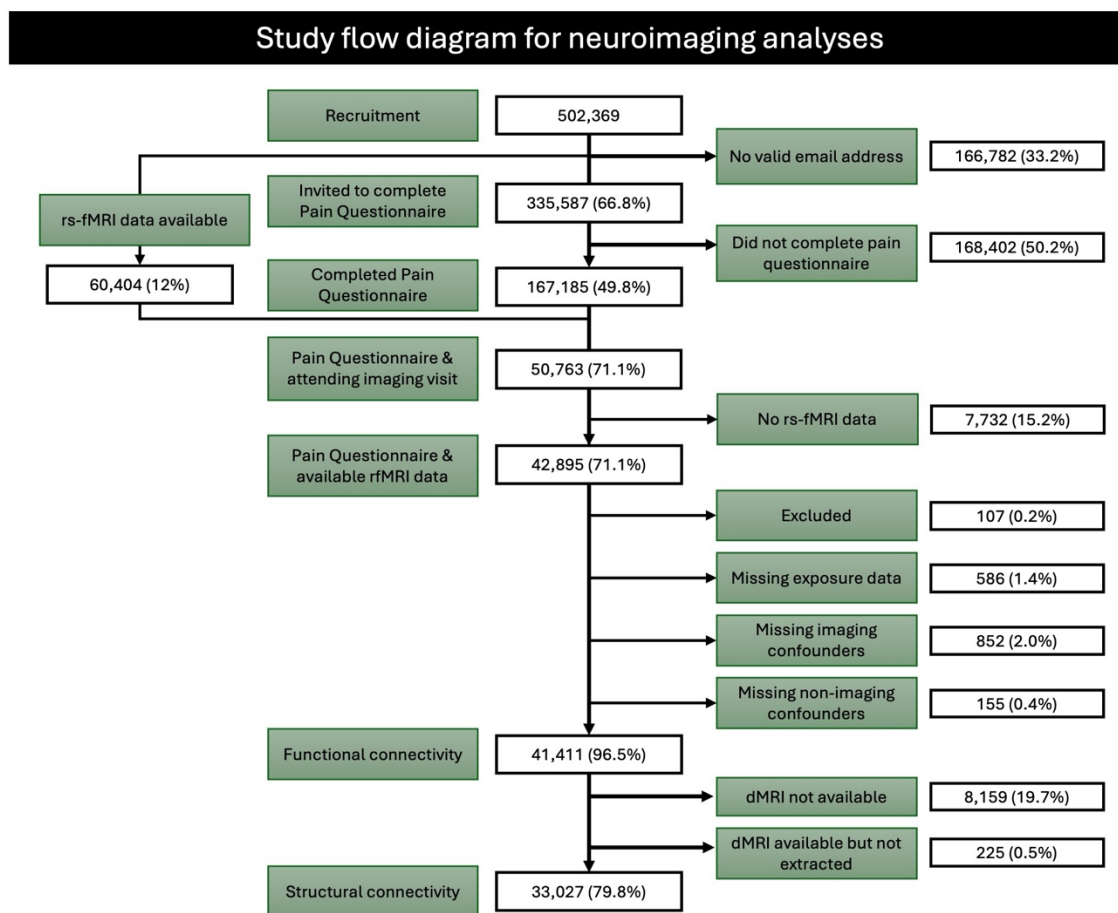 Study flow diagram for neuroimaging analyses
Recruitment
502,369
No valid email address
166,782 (33.2%)
rs-fMRI data available
60,404 (12%)
Invited to complete
Pain Questionnaire
335,587 (66.8%)
Did not complete pain
questionnaire
168,402 (50.2%)
Completed Pain
Questionnaire
167,185 (49.8%)
Pain Questionnaire &
attending imaging visit
50,763 (71.1%)
No rs-fMRI data
7,732 (15.2%)
Pain Questionnaire &
available rfMRI data
42,895 (71.1%)
Excluded
107 (0.2%)
Missing exposure data
586 (1.4%)
Missing imaging
confounders
852 (2.0%)
Missing non-imaging
confounders
155 (0.4%)
Functional connectivity
41,411 (96.5%)
dMRI not available
8,159 (19.7%)
dMRI available but not
extracted
225 (0.5%)
Structural connectivity
33,027 (79.8%)